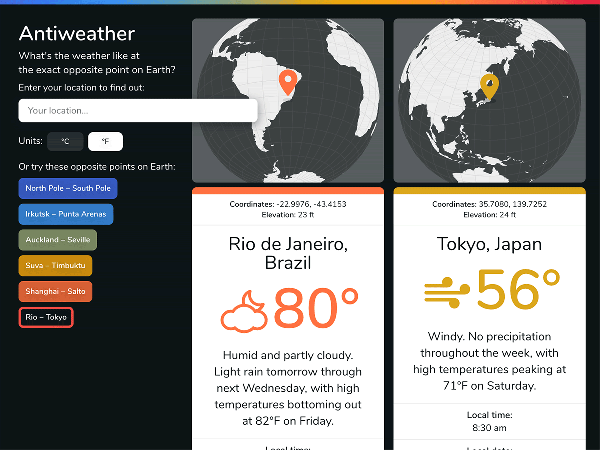 Antiweather
What's the weather like at
the exact opposite point on Earth?
Enter your location to find out:
Your location...
Units:
°C
°F
Or try these opposite points on Earth:
North Pole – South Pole
Irkutsk – Punta Arenas
Auckland – Seville
Suva – Timbuktu
Shanghai – Salto
Rio – Tokyo
Coordinates: -22.9976, -43.4153
Elevation: 23 ft
Rio de Janeiro,
Brazil
80°
Humid and partly cloudy.
Light rain tomorrow through
next Wednesday, with high
temperatures bottoming out
at 82°F on Friday.
Local time:
Coordinates: 35.7080, 139.7252
Elevation: 24 ft
Tokyo, Japan
56°
Windy. No precipitation
throughout the week, with
high temperatures peaking at
71°F on Saturday.
Local time:
8:30 am
Local date: